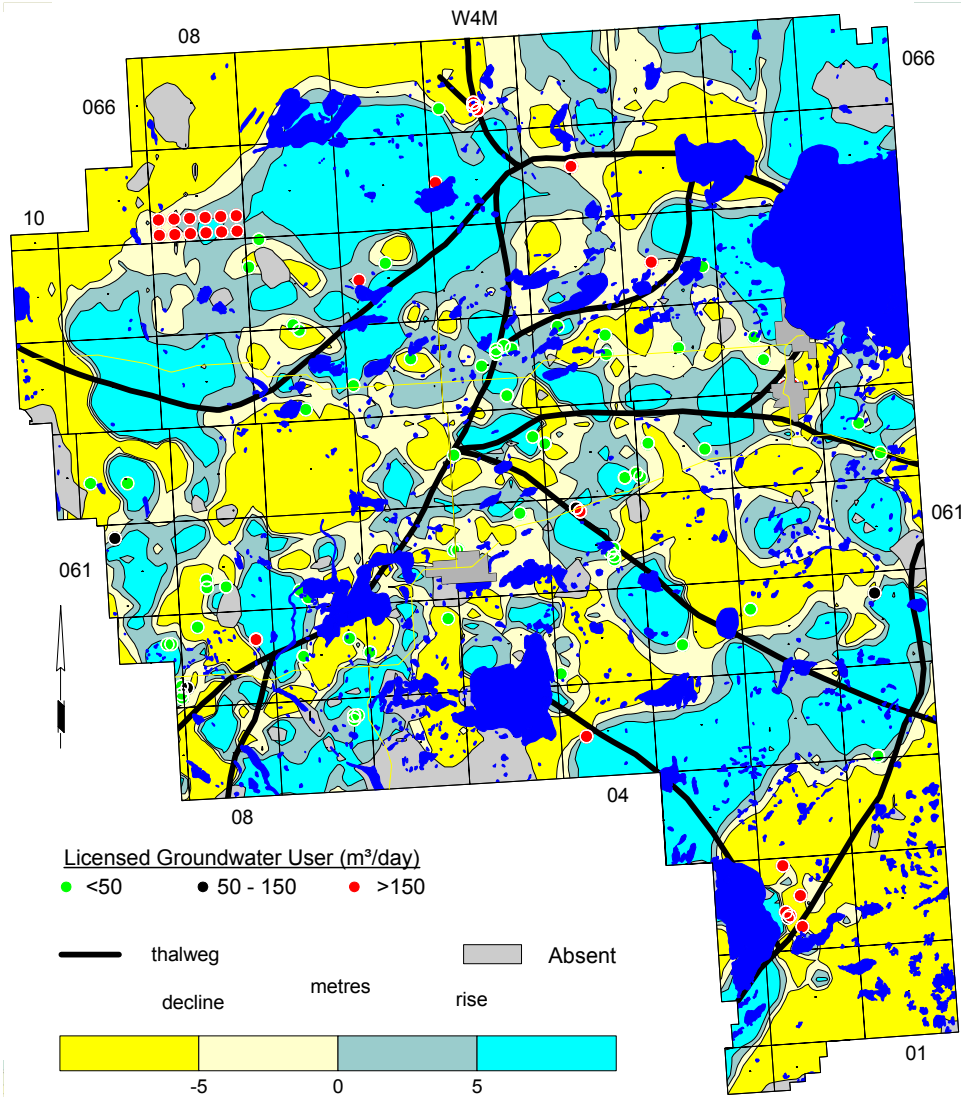 W4M
08
066
066
10
061
061
04
08
Licensed Groundwater User (m³/day)
<50 50 - 150 >150
thalweg Absent
metres
decline rise
-5 0 5
01